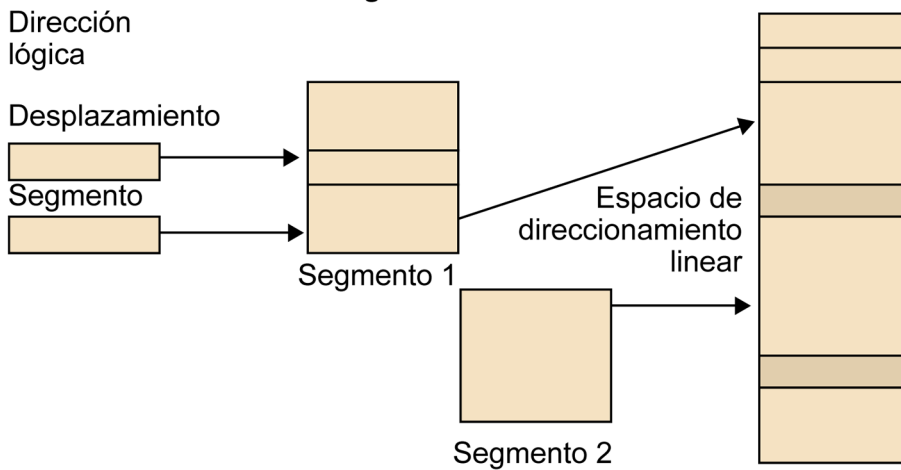 Dirección
lógica
Desplazamiento
Segmento
Segmento 1
Espacio de
direccionamiento
linear
Segmento 2